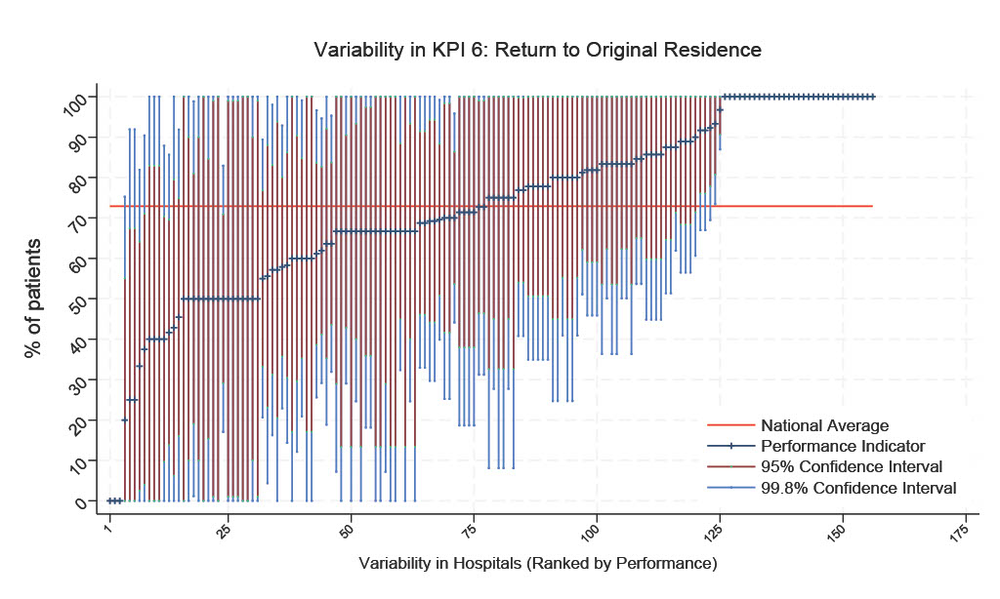 Variability in KPI 6: Return to Original Residence
% of patients
100
90
80
70
60
50
40
30
20
10
0
1
25
50
75
100
125
150
175
National Average
Performance Indicator
95% Confidence Interval
99.8% Confidence Interval
Variability in Hospitals (Ranked by Performance)